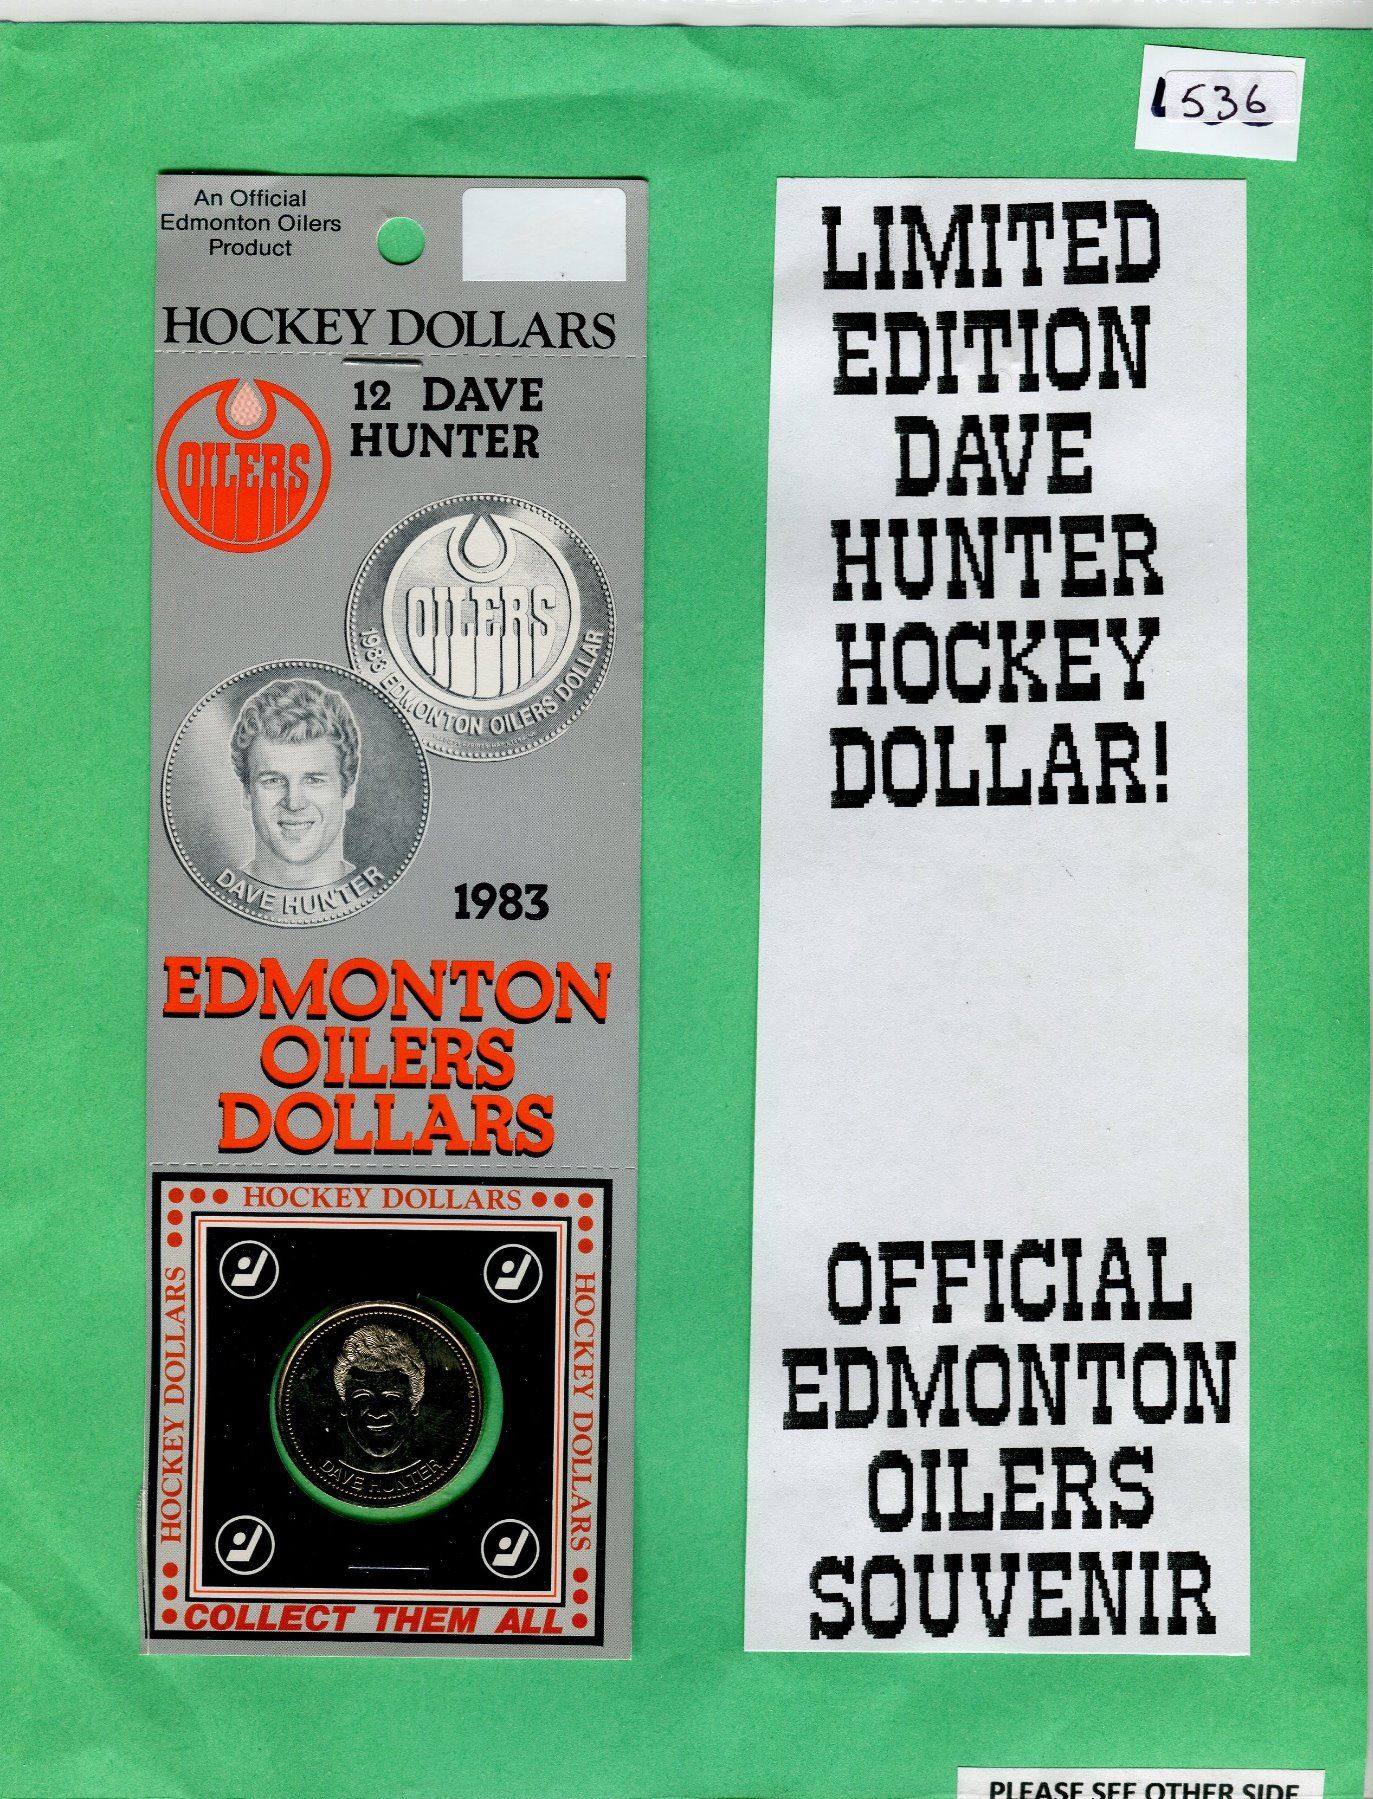 536
An Official
Edmonton Oilers
Product
HOCKEY DOLLARS
12 DAVE
HUNTER
OILERS
OILERS
1983 EDMONTON OILERS DOLLAR
DAVE HUNTER
1983
EDMONTON
OILERS
DOLLARS
HOCKEY DOLLARS
HOCKEY DOLLARS
HOCKEY DOLLARS
DAVE HUNTER
COLLECT THEM ALL
LIMITED
EDITION
DAVE
HUNTER
HOCKEY
DOLLAR!
OFFICIAL
EDMONTON
OILERS
SOUVENIR
PLEASE SEE OTHER SIDE